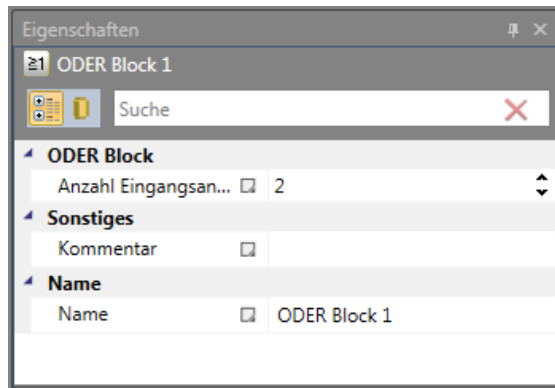 Eigenschaften
≥1 ODER Block 1
Suche
ODER Block
Anzahl Eingangsan... 2
Sonstiges
Kommentar
Name
Name ODER Block 1